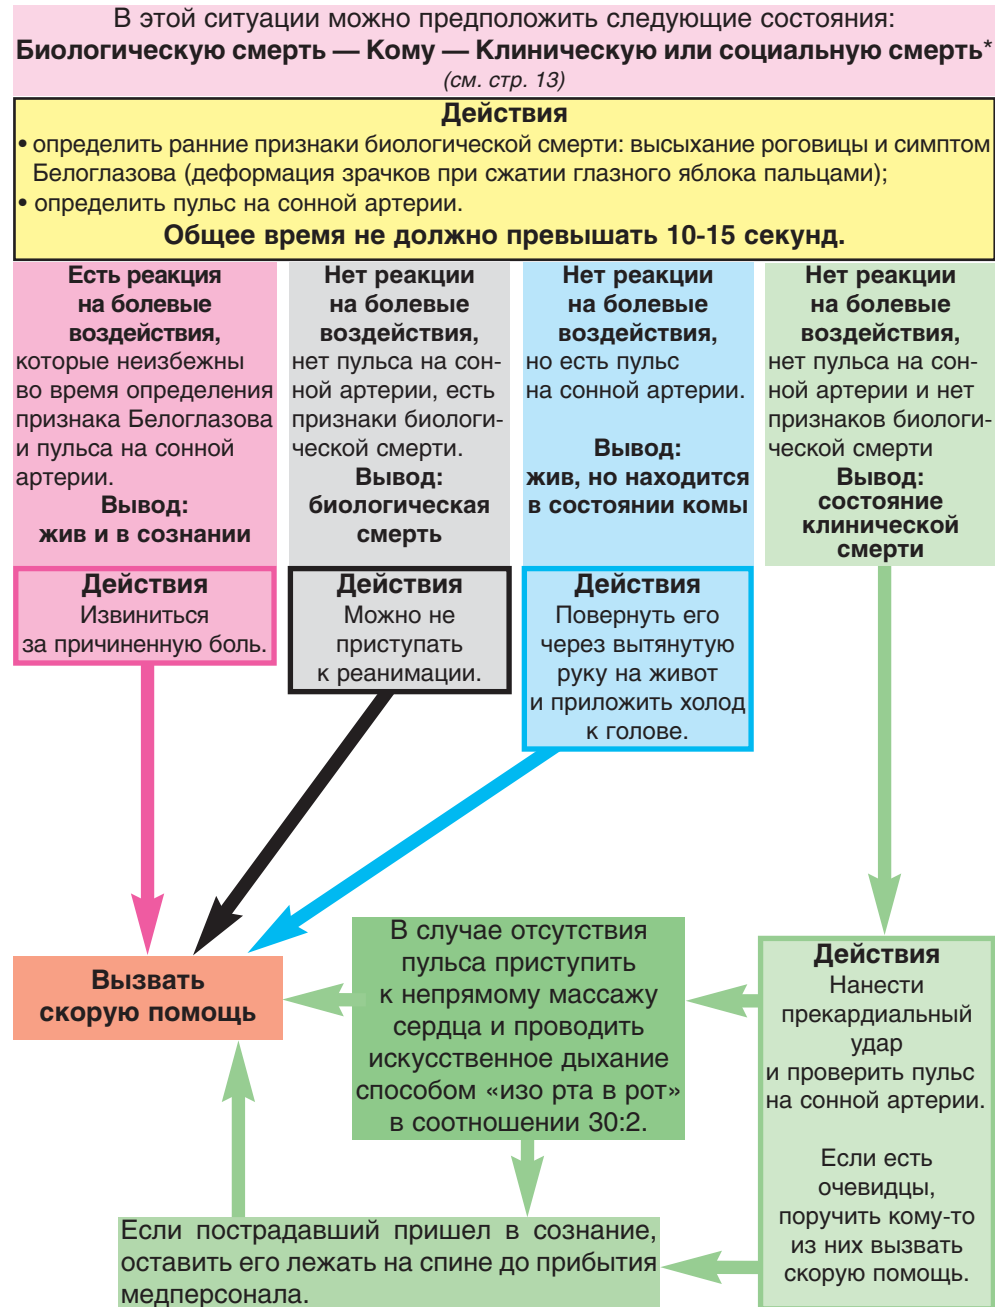 В этой ситуации можно предположить следующие состояния:
Биологическую смерть — Кому — Клиническую или социальную смерть*
(см. стр. 13)
Действия
• определить ранние признаки биологической смерти: высыхание роговицы и симптом
Белоглазова (деформация зрачков при сжатии глазного яблока пальцами);
• определить пульс на сонной артерии.
Общее время не должно превышать 10-15 секунд.
Есть реакция
на болевые
воздействия,
которые неизбежны
во время определения
признака Белоглазова
и пульса на сонной
артерии.
Вывод:
жив и в сознании
Нет реакции
на болевые
воздействия,
нет пульса на сон-
ной артерии, есть
признаки биологи-
ческой смерти.
Вывод:
биологическая
смерть
Нет реакции
на болевые
воздействия,
но есть пульс
на сонной артерии.
Вывод:
жив, но находится
в состоянии комы
Нет реакции
на болевые
воздействия,
нет пульса на сон-
ной артерии и нет
признаков биологи-
ческой смерти
Вывод:
состояние
клинической
смерти
Действия
Извиниться
за причиненную боль.
Действия
Можно не
приступать
к реанимации.
Действия
Повернуть его
через вытянутую
руку на живот
и приложить холод
к голове.
Вызвать
скорую помощь
В случае отсутствия
пульса приступить
к непрямому массажу
сердца и проводить
искусственное дыхание
способом «изо рта в рот»
в соотношении 30:2.
Действия
Нанести
прекардиальный
удар
и проверить пульс
на сонной артерии.
Если есть
очевидцы,
поручить кому-то
из них вызвать
скорую помощь.
Если пострадавший пришел в сознание,
оставить его лежать на спине до прибытия
медперсонала.